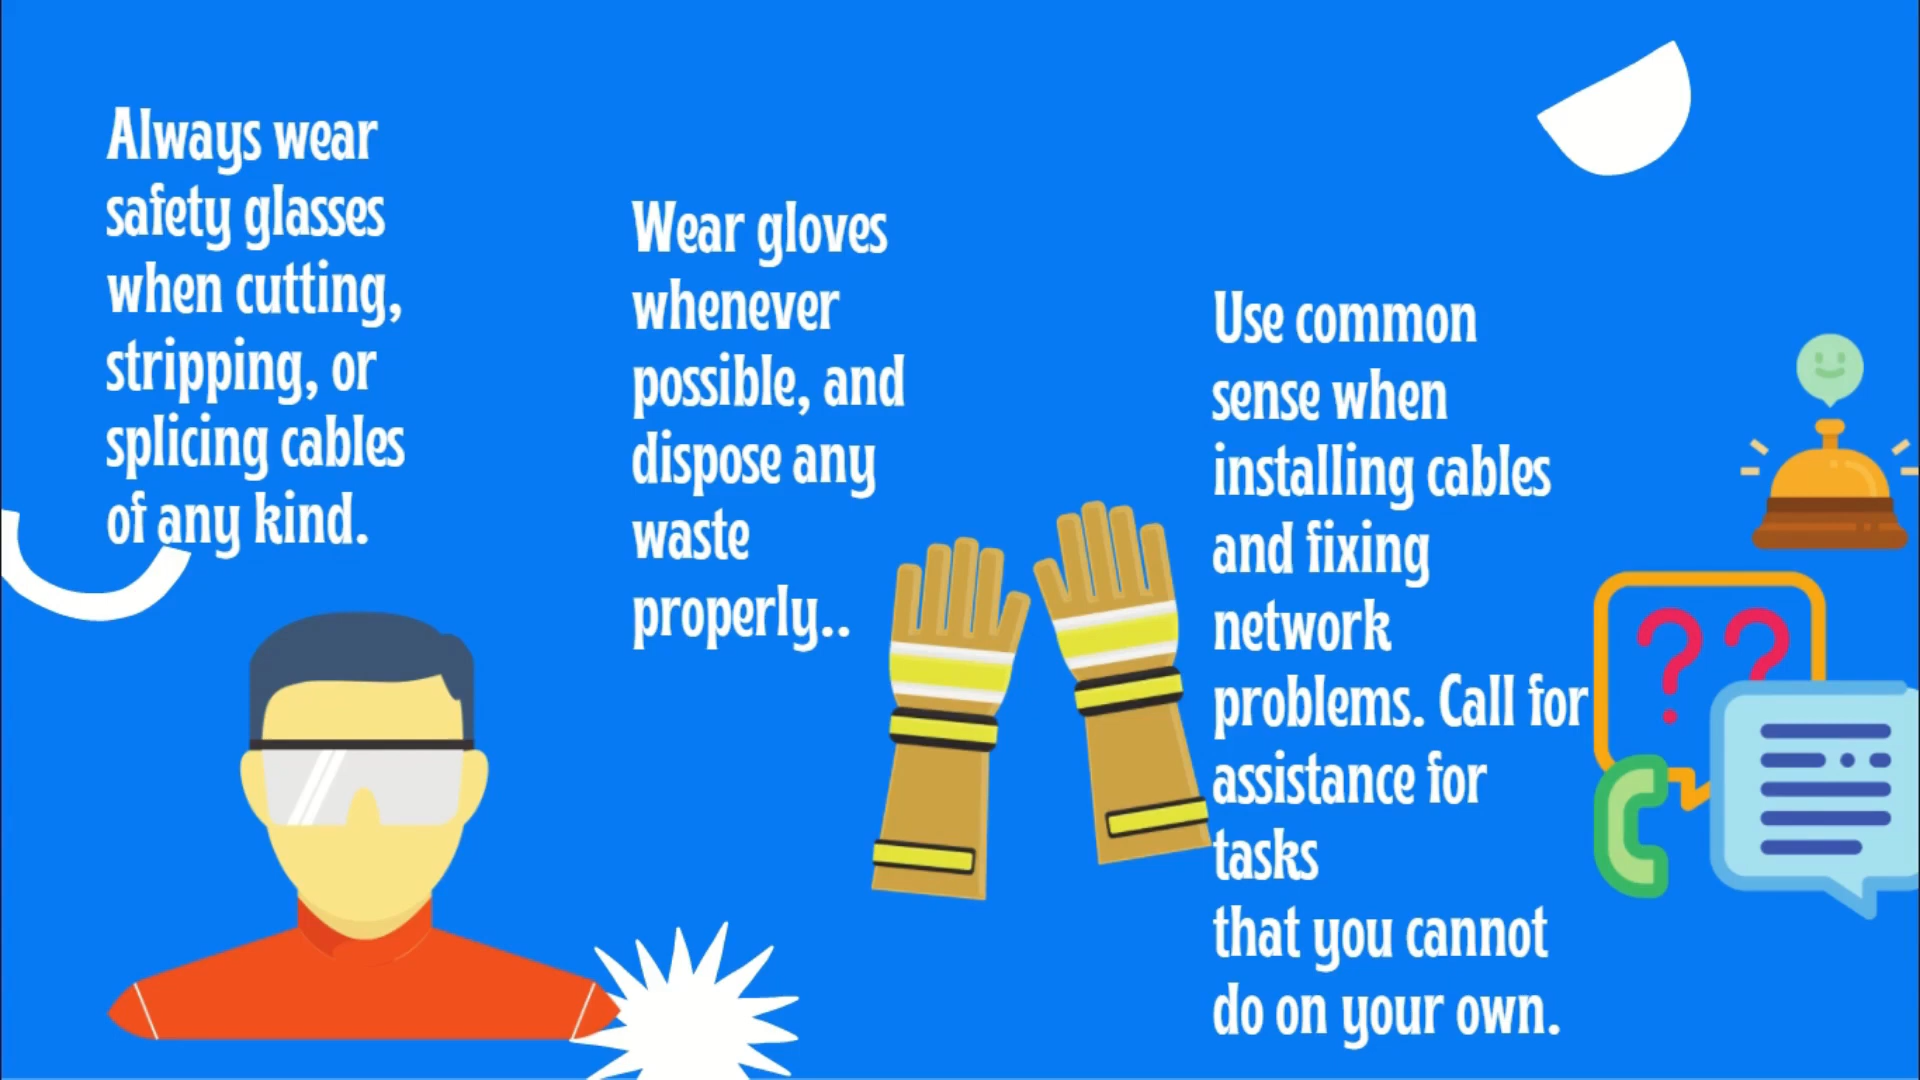 Always wear
safety glasses
when cutting,
stripping, or
splicing cables
of any kind.
Wear gloves
whenever
possible, and
dispose any
waste
properly..
Use common
sense when
installing cables
and fixing
network
problems. Call for
assistance for
tasks
that you cannot
do on your own.
??